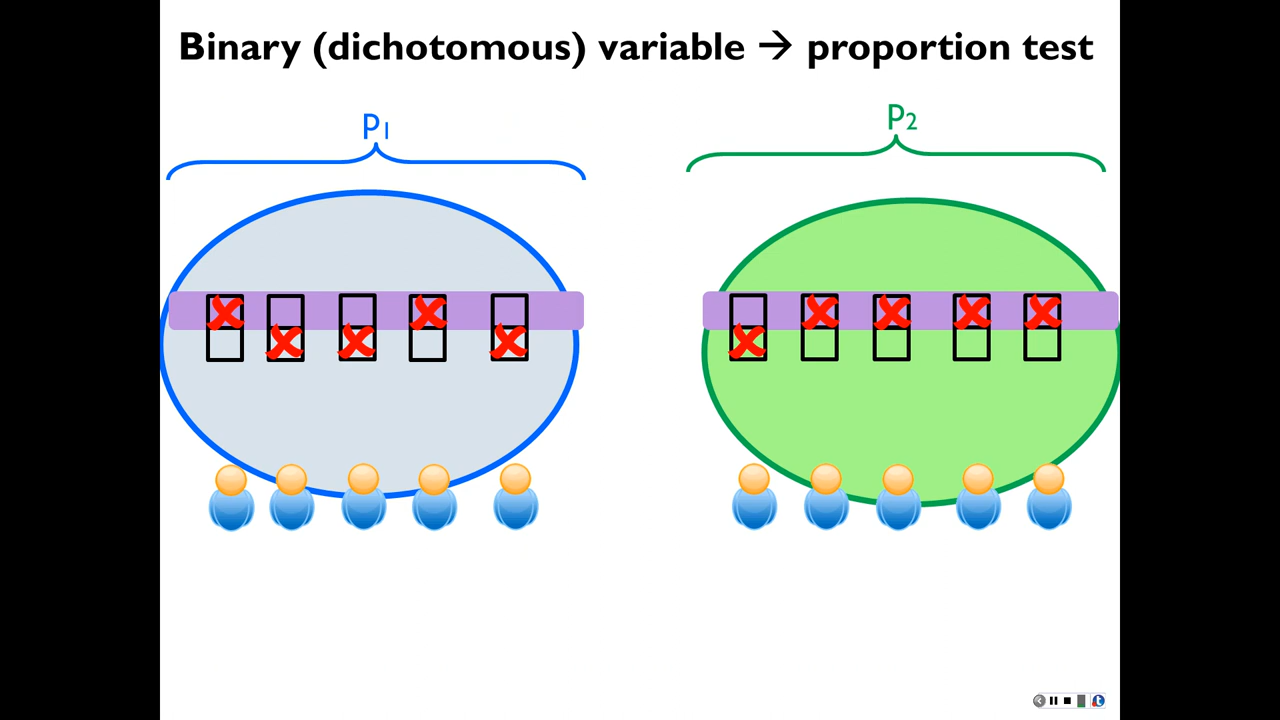 Binary (dichotomous) variable → proportion test
P1
P2